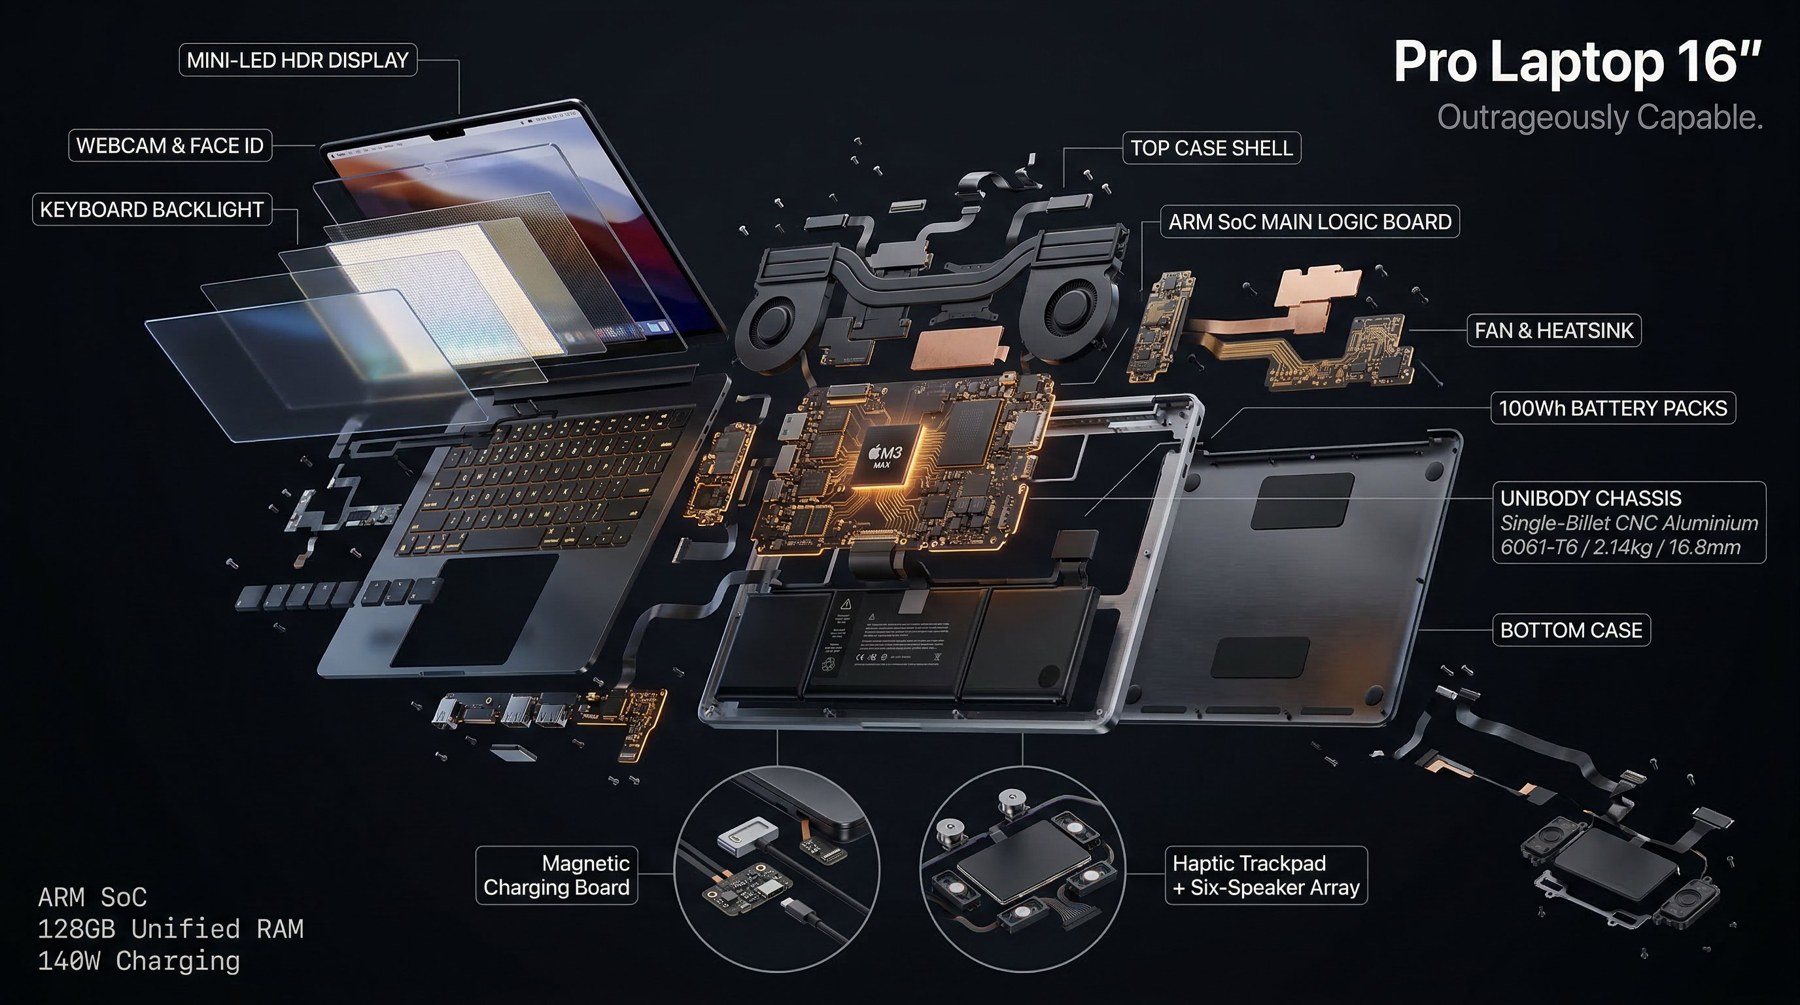 Pro Laptop 16”
Outrageously Capable.
MINI-LED HDR DISPLAY
WEBCAM & FACE ID
KEYBOARD BACKLIGHT
TOP CASE SHELL
ARM SoC MAIN LOGIC BOARD
FAN & HEATSINK
100Wh BATTERY PACKS
UNIBODY CHASSIS
Single-Billet CNC Aluminium
6061-T6 / 2.14kg / 16.8mm
BOTTOM CASE
M3
MAX
Magnetic
Charging Board
Haptic Trackpad
+ Six-Speaker Array
ARM SoC
128GB Unified RAM
140W Charging